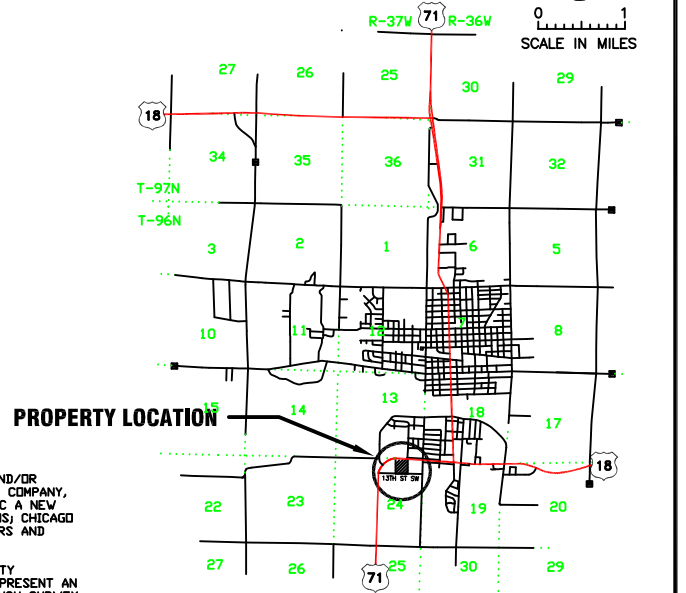 R-37W 71 R-36W
0 1
SCALE IN MILES
27 26 25 30 29
18
34 35 36 31 32
T-97N
T-96N
3 2 1 6 5
10 11 12 7 8
15 14 13 18 17
PROPERTY LOCATION
18
13TH ST SW
22 23 24 19 20
ND/OR
COMPANY,
C A NEW
NS; CHICAGO
RS AND
27 26 25 30 29
71
TY
PRESENT AN